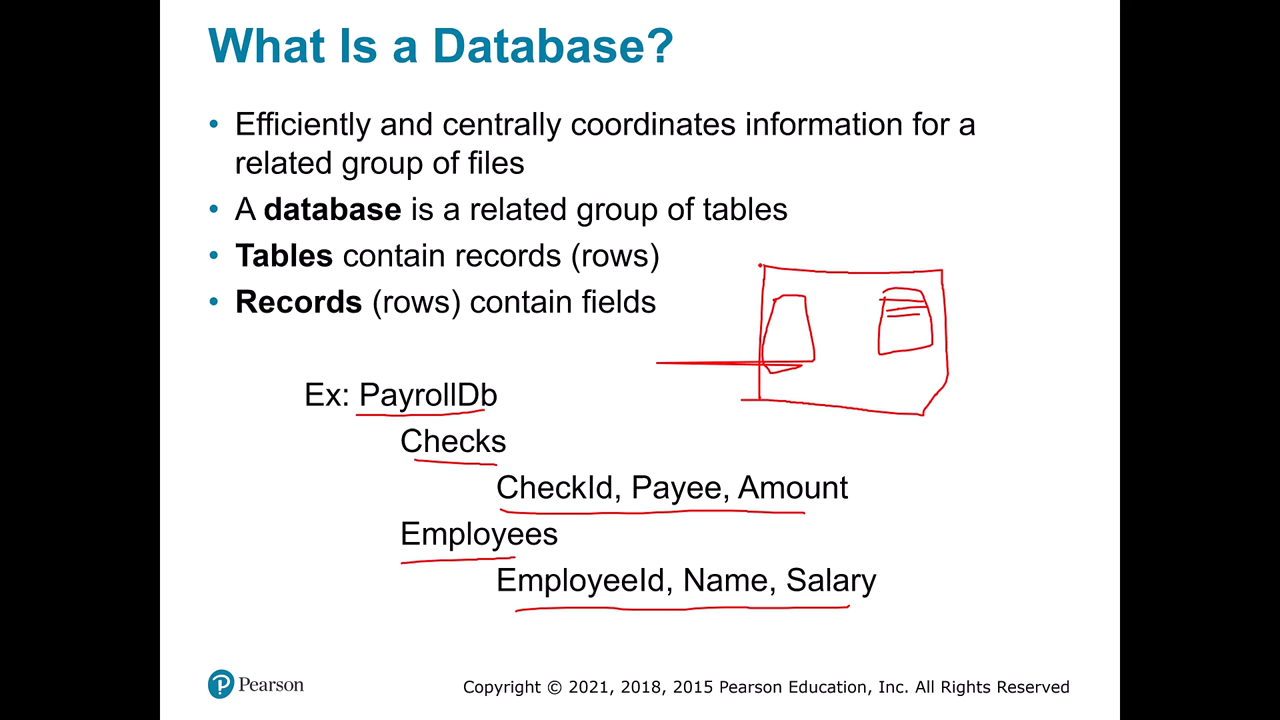 What Is a Database?
• Efficiently and centrally coordinates information for a
related group of files
• A database is a related group of tables
• Tables contain records (rows)
• Records (rows) contain fields
Ex: PayrollDb
Checks
CheckId, Payee, Amount
Employees
EmployeeId, Name, Salary
Pearson
Copyright © 2021, 2018, 2015 Pearson Education, Inc. All Rights Reserved